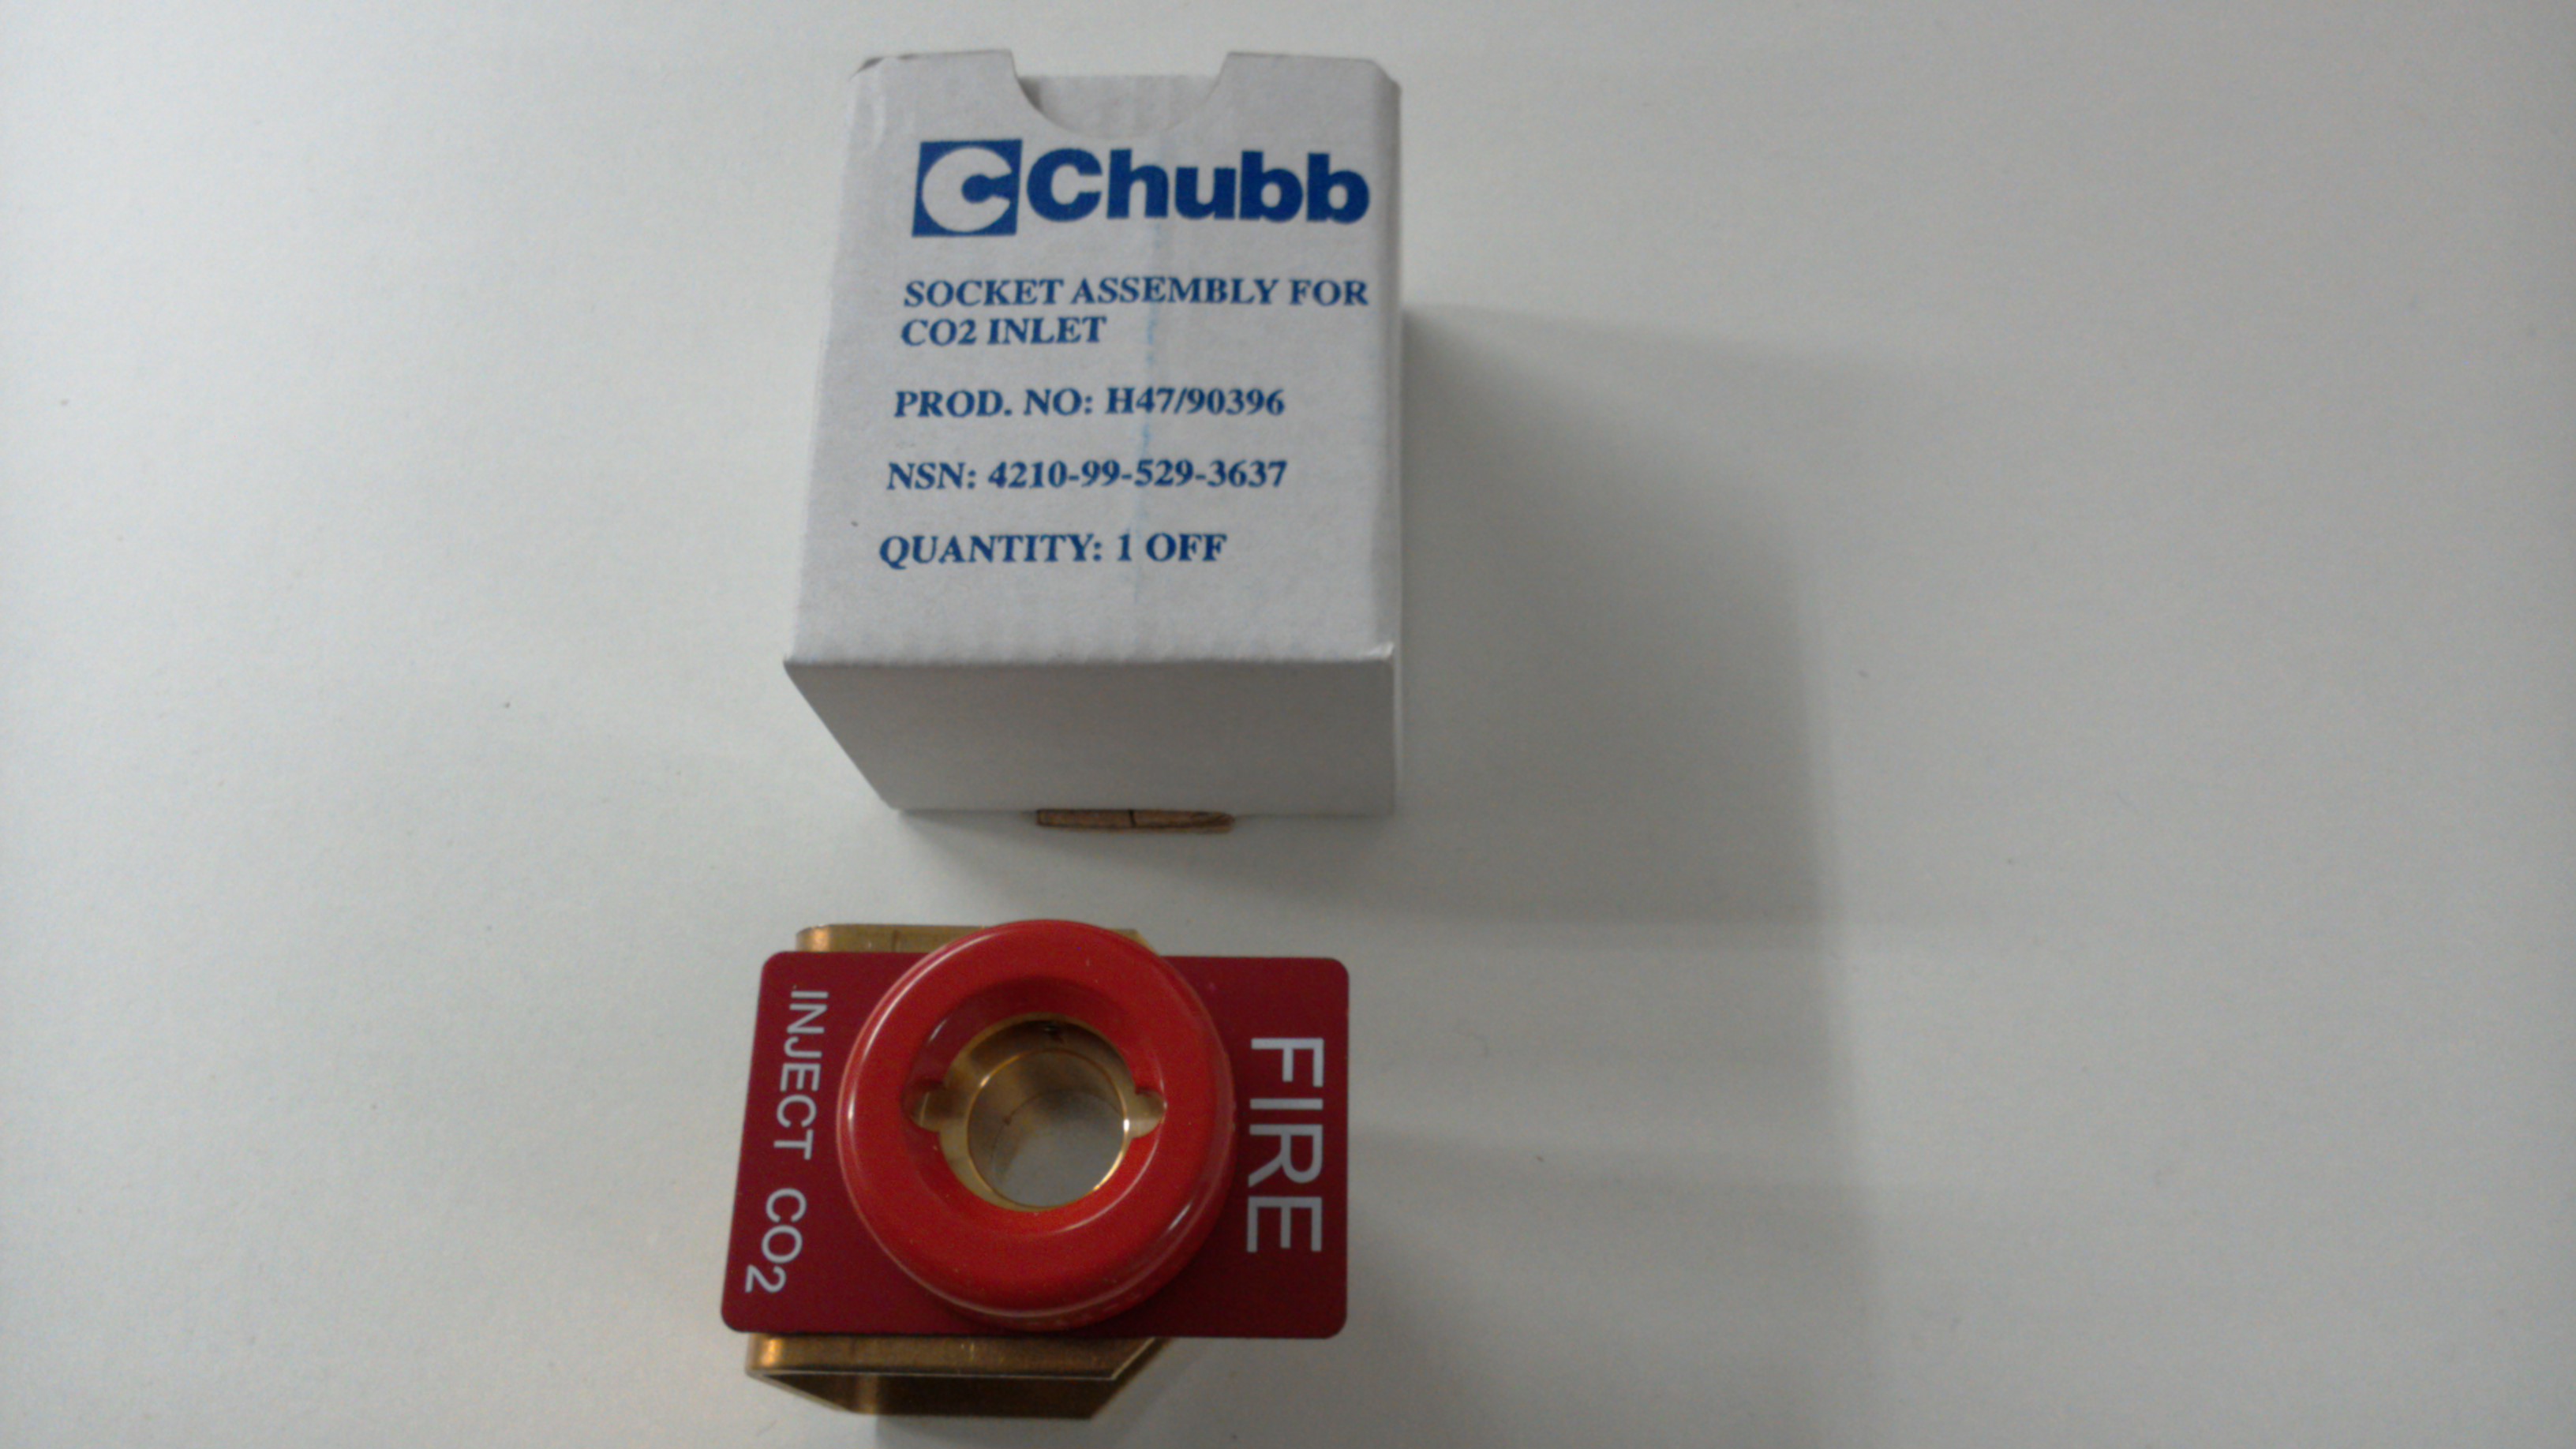 Chubb
SOCKET ASSEMBLY FOR
CO2 INLET
PROD. NO: H47/90396
NSN: 4210-99-529-3637
QUANTITY: 1 OFF
FIRE
INJECT CO2